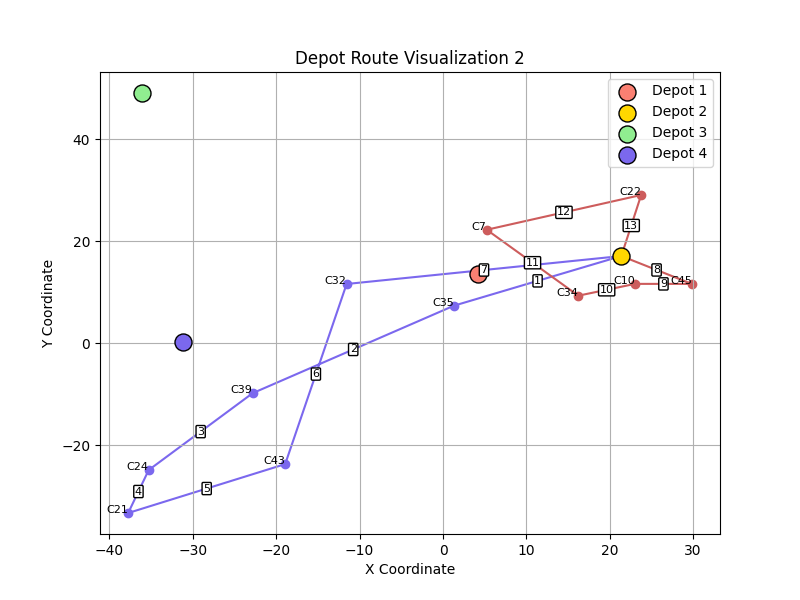 Depot Route Visualization 2
Depot 1
Depot 2
Depot 3
Depot 4
Y Coordinate
40
20
0
−20
C22
C7
12
13
11
7
8
C32
1
C10
9
C45
C34
10
C35
2
6
C39
3
C43
C24
4
5
C21
−40
−30
−20
−10
0
10
20
30
X Coordinate